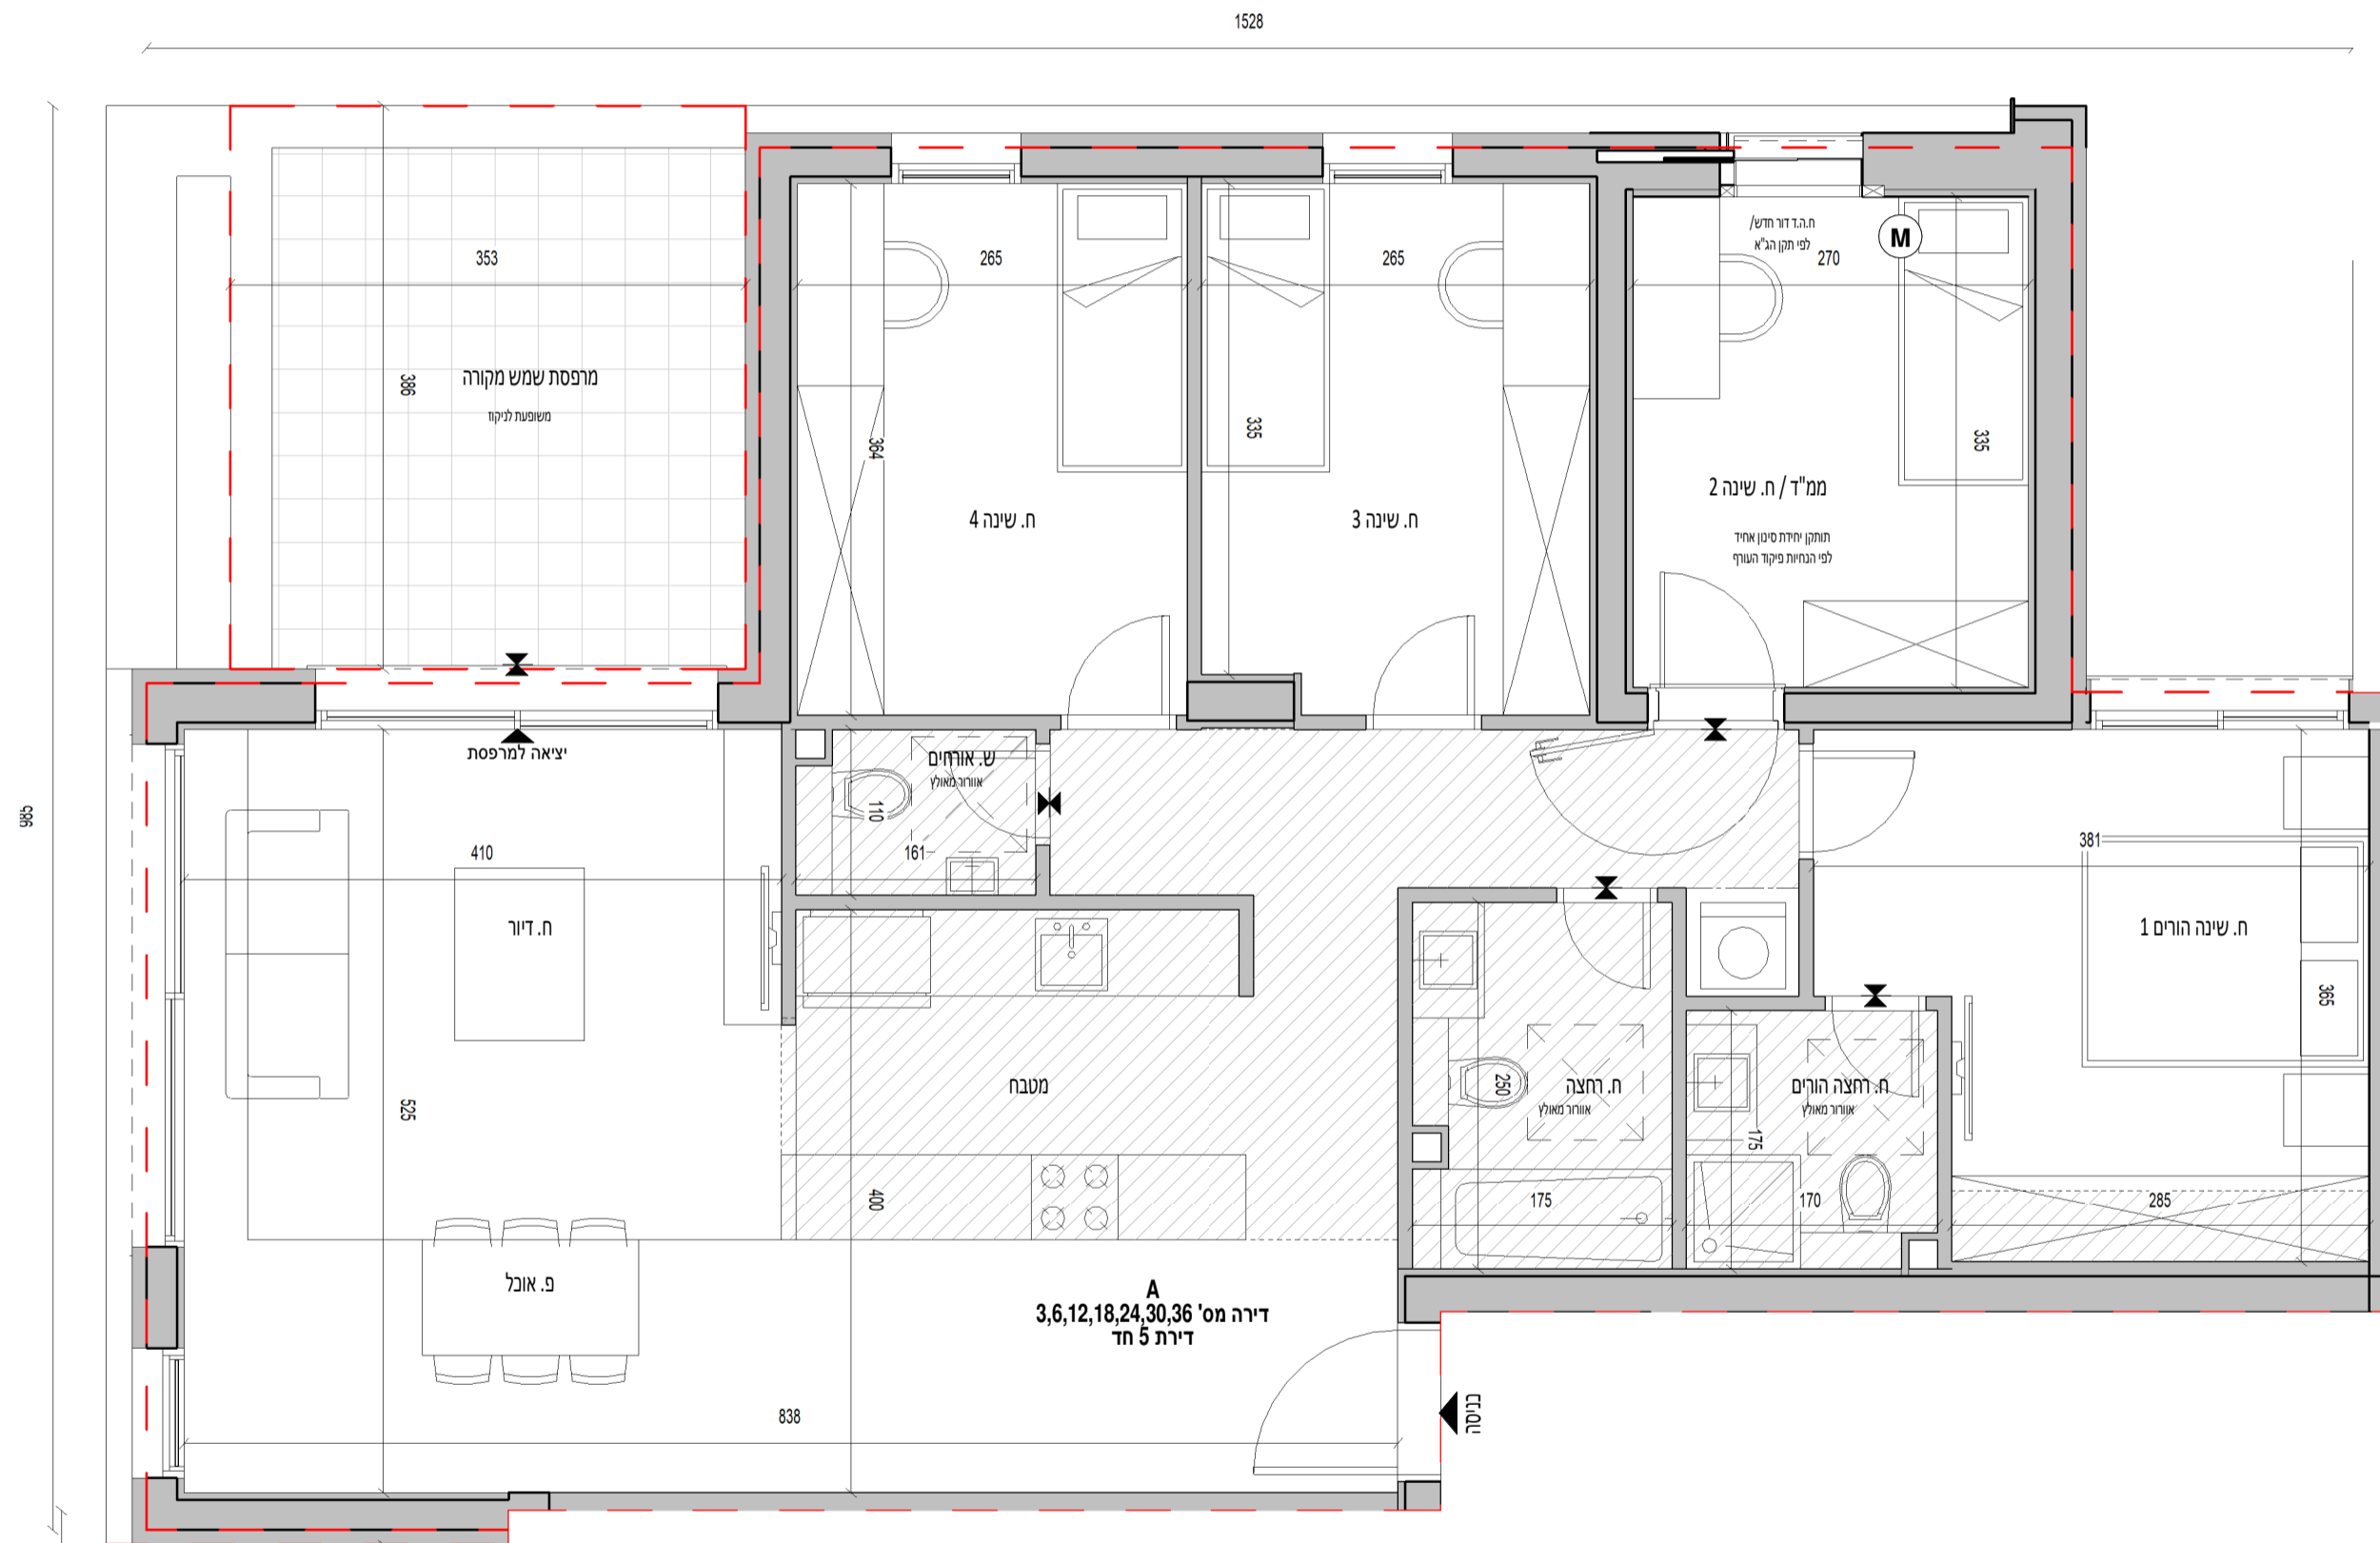 1528
353
265
265
270
ח.ה.ד דור חדש/
לפי תקן הג"א
M
386
מרפסת שמש מקורה
משופעת לניקוז
364
335
335
ח. שינה 4
ח. שינה 3
ממ"ד / ח. שינה 2
תותקן יחידת סינון אחיד
לפי הנחיות פיקוד העורף
יציאה למרפסת
ש. אורחים
אוורור מאולץ
110
161
985
410
381
ח. דיור
ח. שינה הורים 1
365
525
מטבח
250
ח. רחצה
אוורור מאולץ
ח. רחצה הורים
אוורור מאולץ
175
400
175
170
285
פ. אוכל
A
דירה מס' 3,6,12,18,24,30,36
דירת 5 חד
838
כניסה